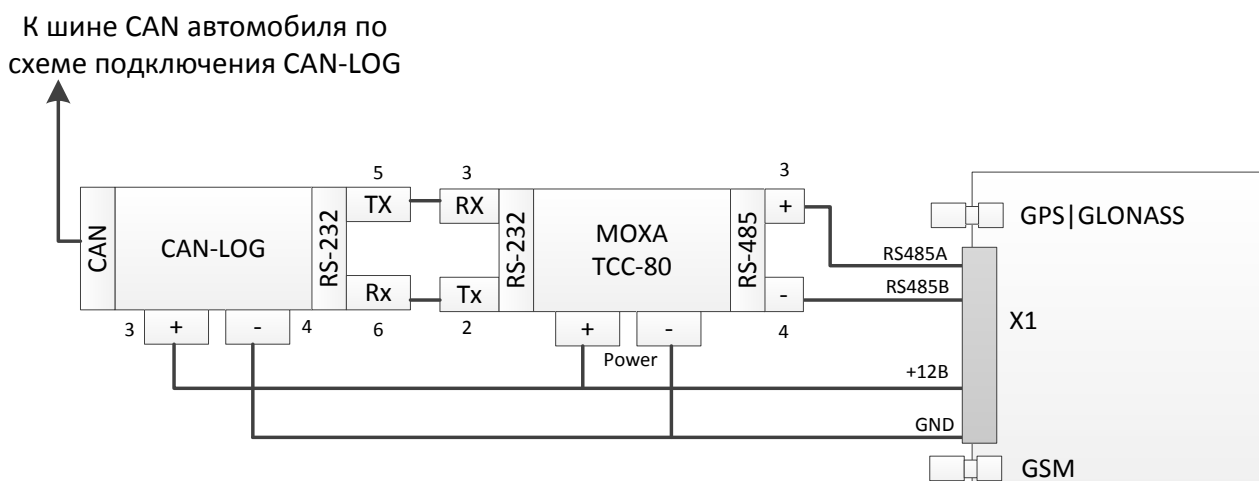 К шине CAN автомобиля по
схеме подключения CAN-LOG
5
3
3
CAN
CAN-LOG
RS-232
TX
RX
RS-232
MOXA
TCC-80
RS-485
+
GPS|GLONASS
RS485A
Rx
Tx
-
RS485B
3
+
-
4
6
2
+
-
4
X1
Power
+12В
GND
GSM